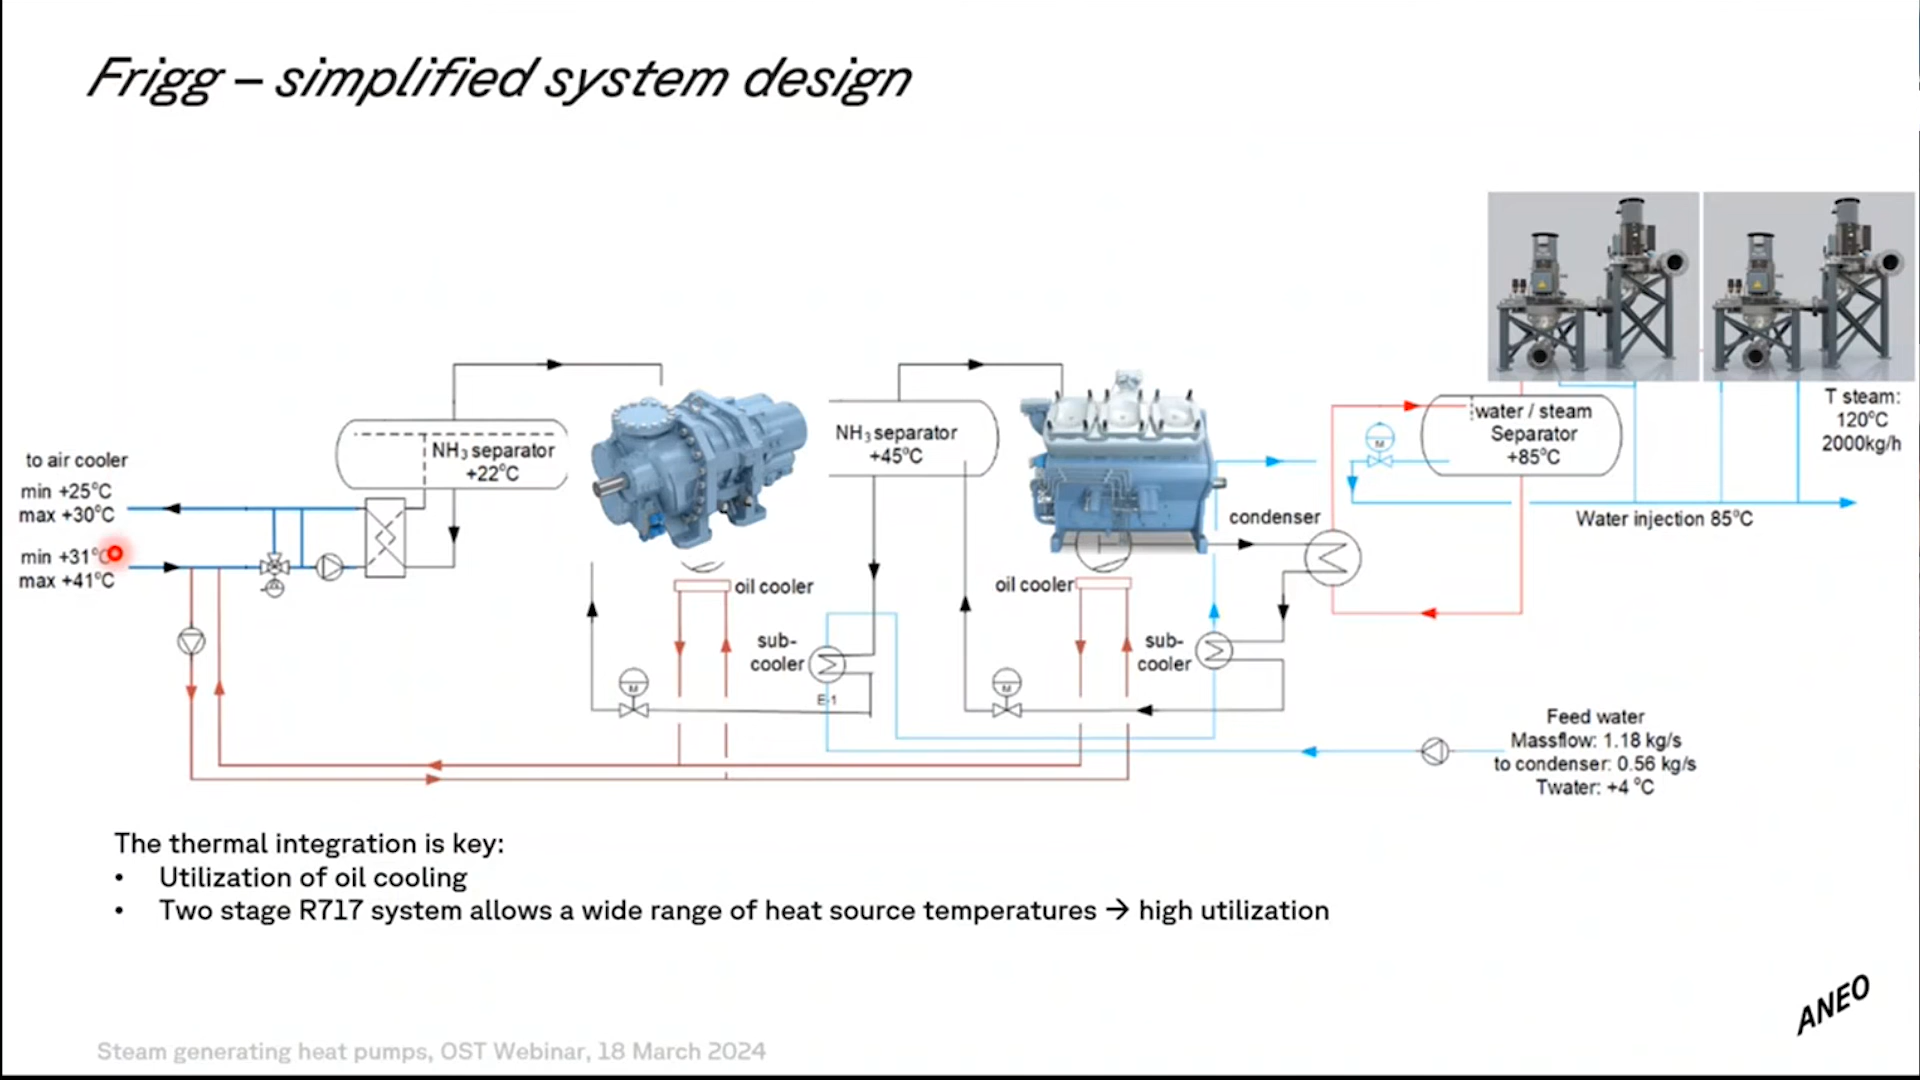 Frigg – simplified system design
to air cooler
min +25°C
max +30°C
min +31°C
max +41°C
NH₃ separator
+22°C
NH₃ separator
+45°C
oil cooler
sub-
cooler
E-1
M
oil cooler
sub-
cooler
M
condenser
M
water / steam
Separator
+85°C
T steam:
120°C
2000kg/h
Water injection 85°C
Feed water
Massflow: 1.18 kg/s
to condenser: 0.56 kg/s
Twater: +4 °C
The thermal integration is key:
• Utilization of oil cooling
• Two stage R717 system allows a wide range of heat source temperatures → high utilization
ANEO
Steam generating heat pumps, OST Webinar, 18 March 2024